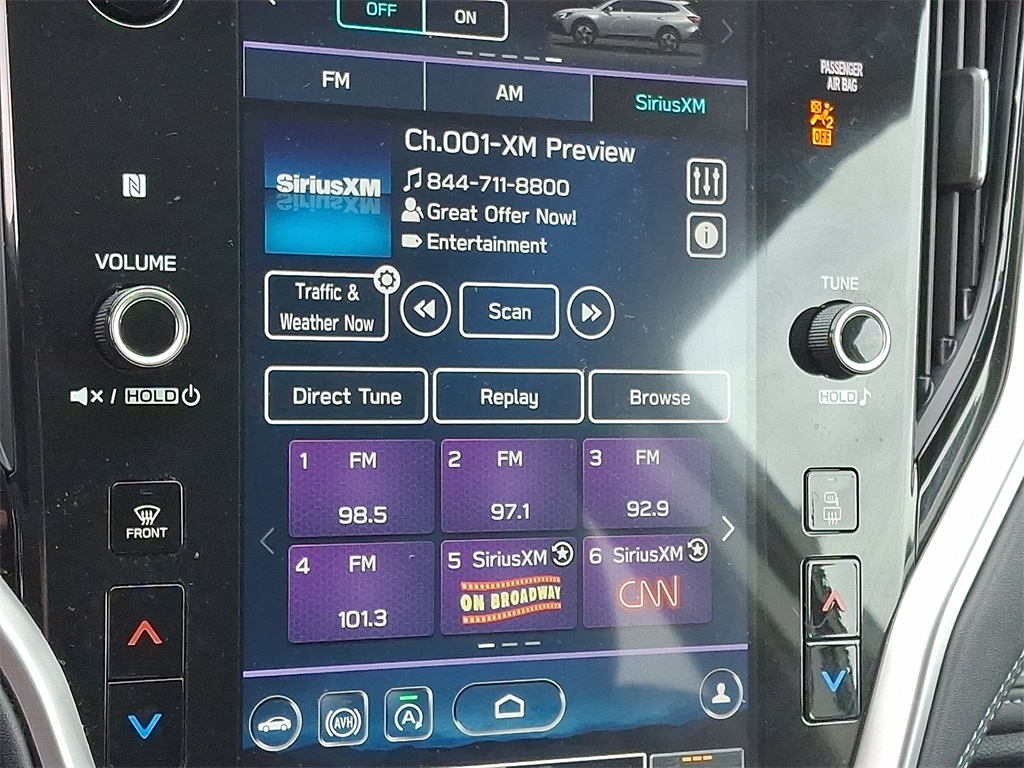 OFF
ON
FM
AM
SiriusXM
PASSENGER
AIR BAG
2
OFF
Ch.001-XM Preview
SiriusXM
844-711-8800
Great Offer Now!
Entertainment
VOLUME
TUNE
Traffic &
Weather Now
Scan
HOLD
HOLD
Direct Tune
Replay
Browse
1 FM
98.5
2 FM
97.1
3 FM
92.9
FRONT
4 FM
101.3
5 SiriusXM
ON BROADWAY
6 SiriusXM
CNN
AVH
A